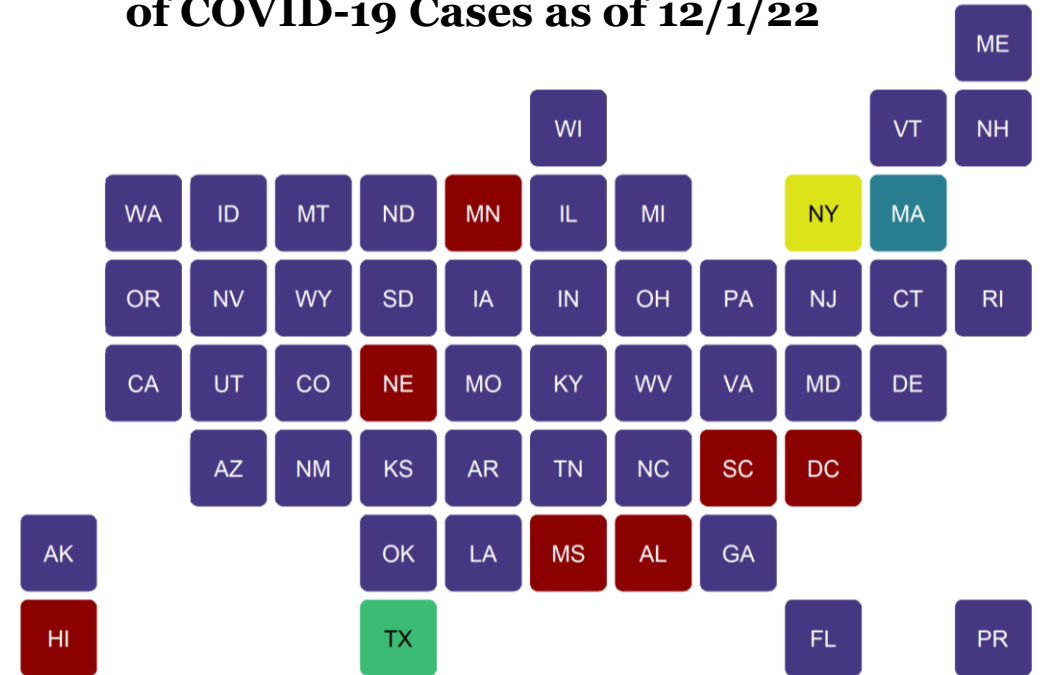 of COVID-19 Cases as of 12/1/22
ME
WI VT NH
WA ID MT ND MN IL MI NY MA
OR NV WY SD IA IN OH PA NJ CT RI
CA UT CO NE MO KY WV VA MD DE
AZ NM KS AR TN NC SC DC
AK OK LA MS AL GA
HI TX FL PR